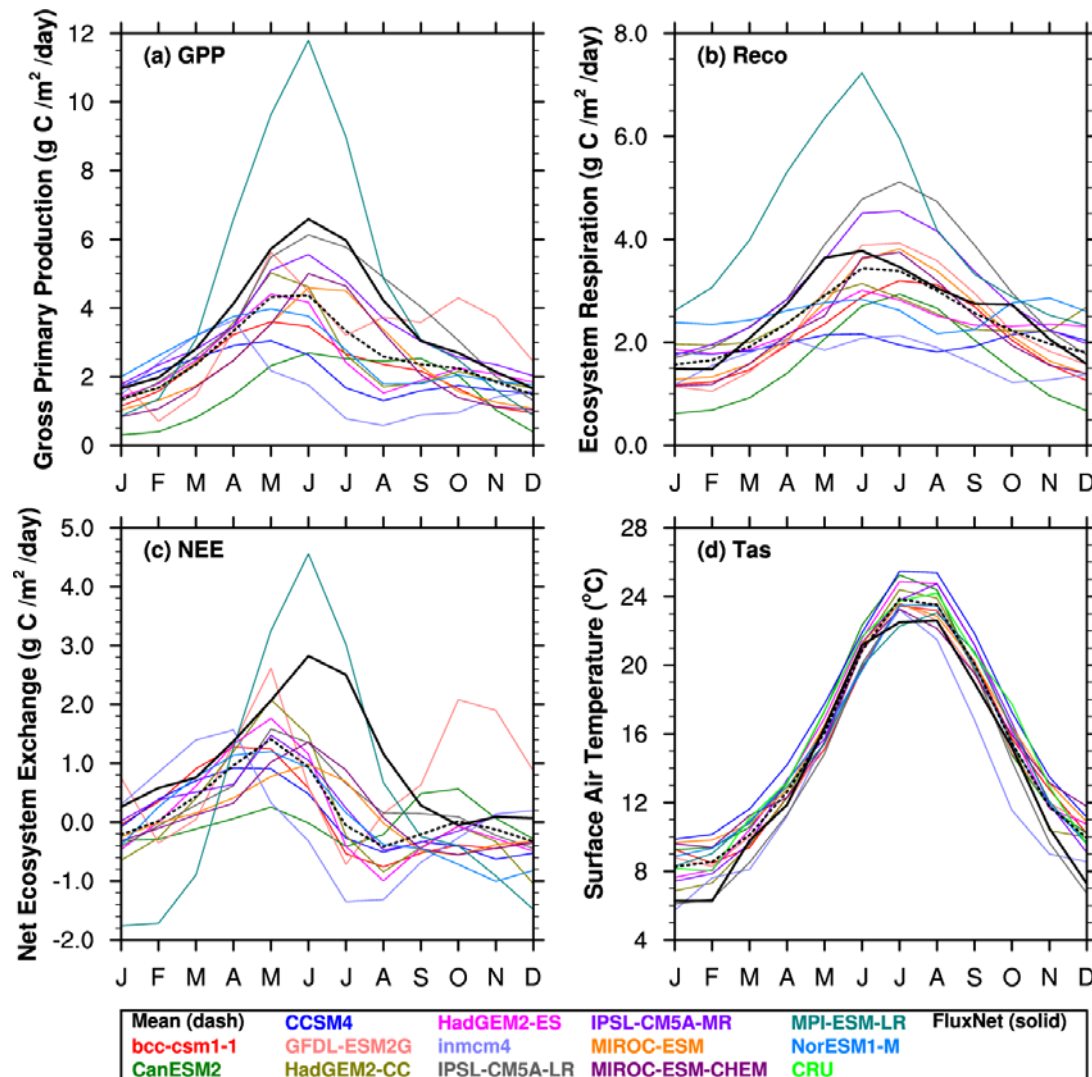 (a) GPP
Gross Primary Production (g C /m² /day)
12
10
8
6
4
2
0
J F M A M J J A S O N D
(b) Reco
Ecosystem Respiration (g C /m² /day)
8.0
6.0
4.0
2.0
0.0
J F M A M J J A S O N D
(c) NEE
Net Ecosystem Exchange (g C /m² /day)
5.0
4.0
3.0
2.0
1.0
0.0
-1.0
-2.0
J F M A M J J A S O N D
(d) Tas
Surface Air Temperature (°C)
28
24
20
16
12
8
4
J F M A M J J A S O N D
Mean (dash) CCSM4 HadGEM2-ES IPSL-CM5A-MR MPI-ESM-LR FluxNet (solid)
bcc-csm1-1 GFDL-ESM2G inmcm4 MIROC-ESM NorESM1-M
CanESM2 HadGEM2-CC IPSL-CM5A-LR MIROC-ESM-CHEM CRU